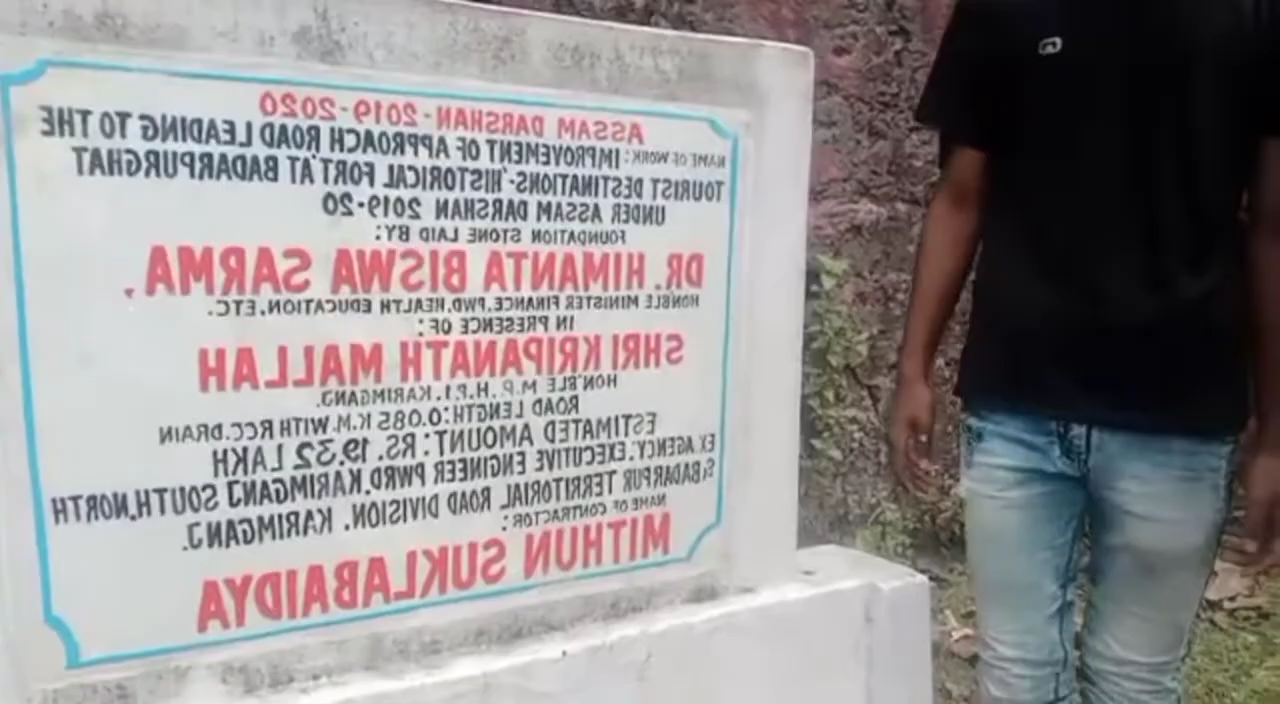 ASSAM DARSHAN-2019-2020
NAME OF WORK: IMPROVEMENT OF APPROACH ROAD LEADING TO THE
TOURIST DESTINATIONS-HISTORICAL FORT AT BADARPURGHAT
UNDER ASSAM DARSHAN 2019-20
FOUNDATION STONE LAID BY:
DR. HIMANTA BISWA SARMA,
HON'BLE MINISTER FINANCE, PWD, HEALTH EDUCATION, ETC.
IN PRESENCE OF:
SHRI KRIPANATH MALLAH
HON'BLE M.P. H.P.1. KARIMGANJ.
ROAD LENGTH: 0.085 K.M. WITH RCC. DRAIN
ESTIMATED AMOUNT: RS. 19.32 LAKH
EX. AGENCY. EXECUTIVE ENGINEER PWRD. KARIMGANJ SOUTH, NORTH
& BADARPUR TERRITORIAL ROAD DIVISION. KARIMGANJ.
NAME OF CONTRACTOR:
MITHUN SUKLABAIDYA